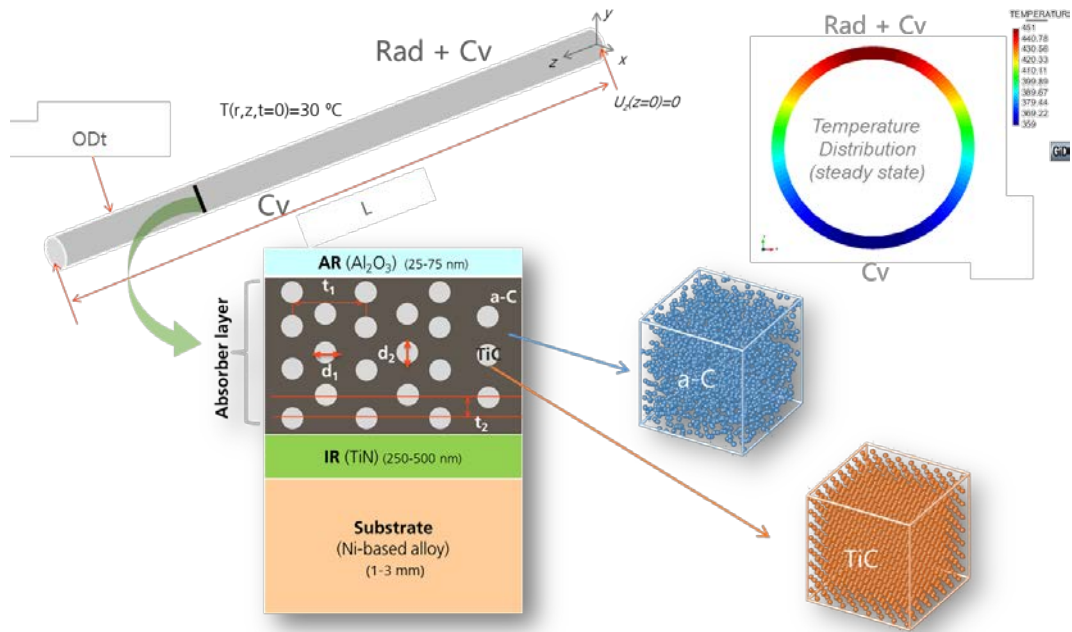 Rad + Cv
y
z
x
T(r,z,t=0)=30 ºC
U_z(z=0)=0
ODt
Cv
L
Rad + Cv
TEMPERATURE
451
440.78
430.56
420.33
410.11
399.89
389.67
379.44
369.22
359
Temperature
Distribution
(steady state)
GiD
Cv
AR (Al₂O₃) (25-75 nm)
Absorber layer
t₁
a-C
d₁
d₂
TiC
t₂
IR (TiN) (250-500 nm)
Substrate
(Ni-based alloy)
(1-3 mm)
a-C
TiC